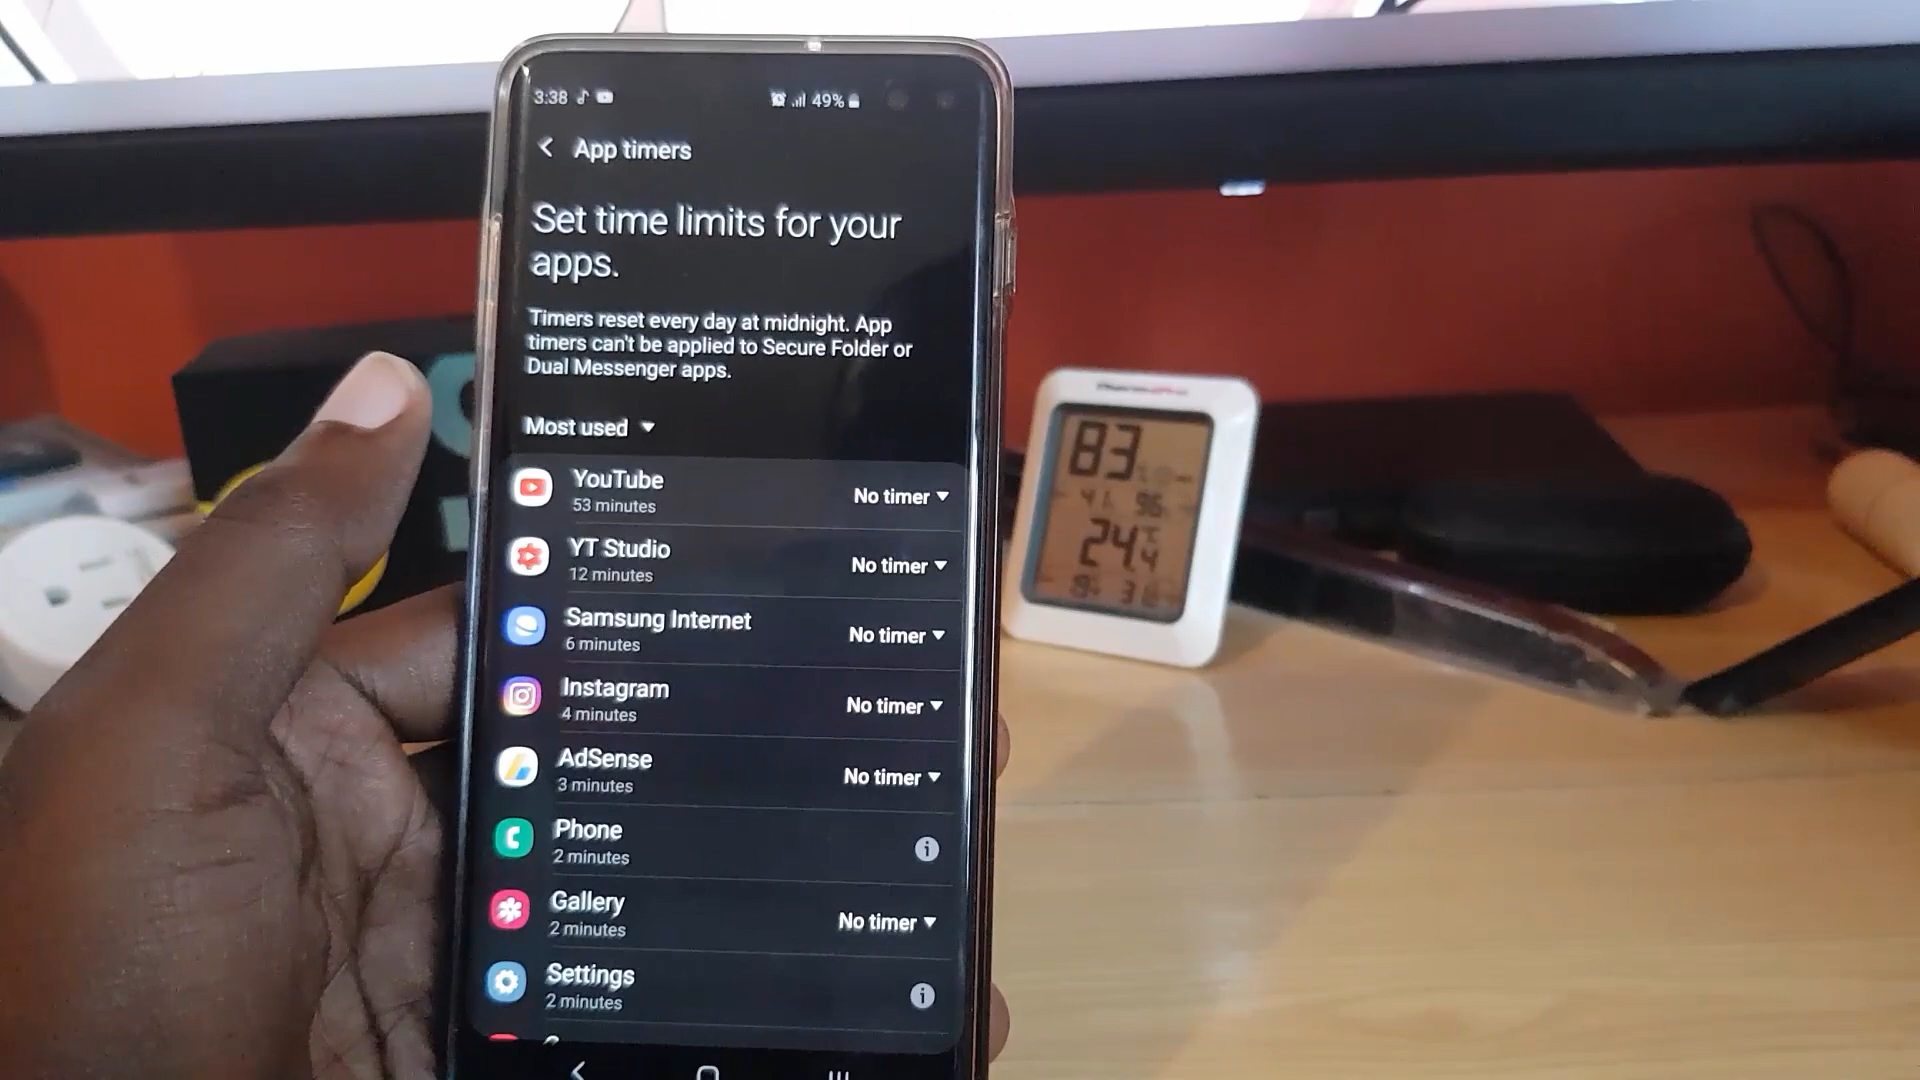 3:38
49%
App timers
Set time limits for your
apps.
Timers reset every day at midnight. App
timers can't be applied to Secure Folder or
Dual Messenger apps.
Most used
YouTube
53 minutes
No timer
YT Studio
12 minutes
No timer
Samsung Internet
6 minutes
No timer
Instagram
4 minutes
No timer
AdSense
3 minutes
No timer
Phone
2 minutes
Gallery
2 minutes
No timer
Settings
2 minutes
83
24.4